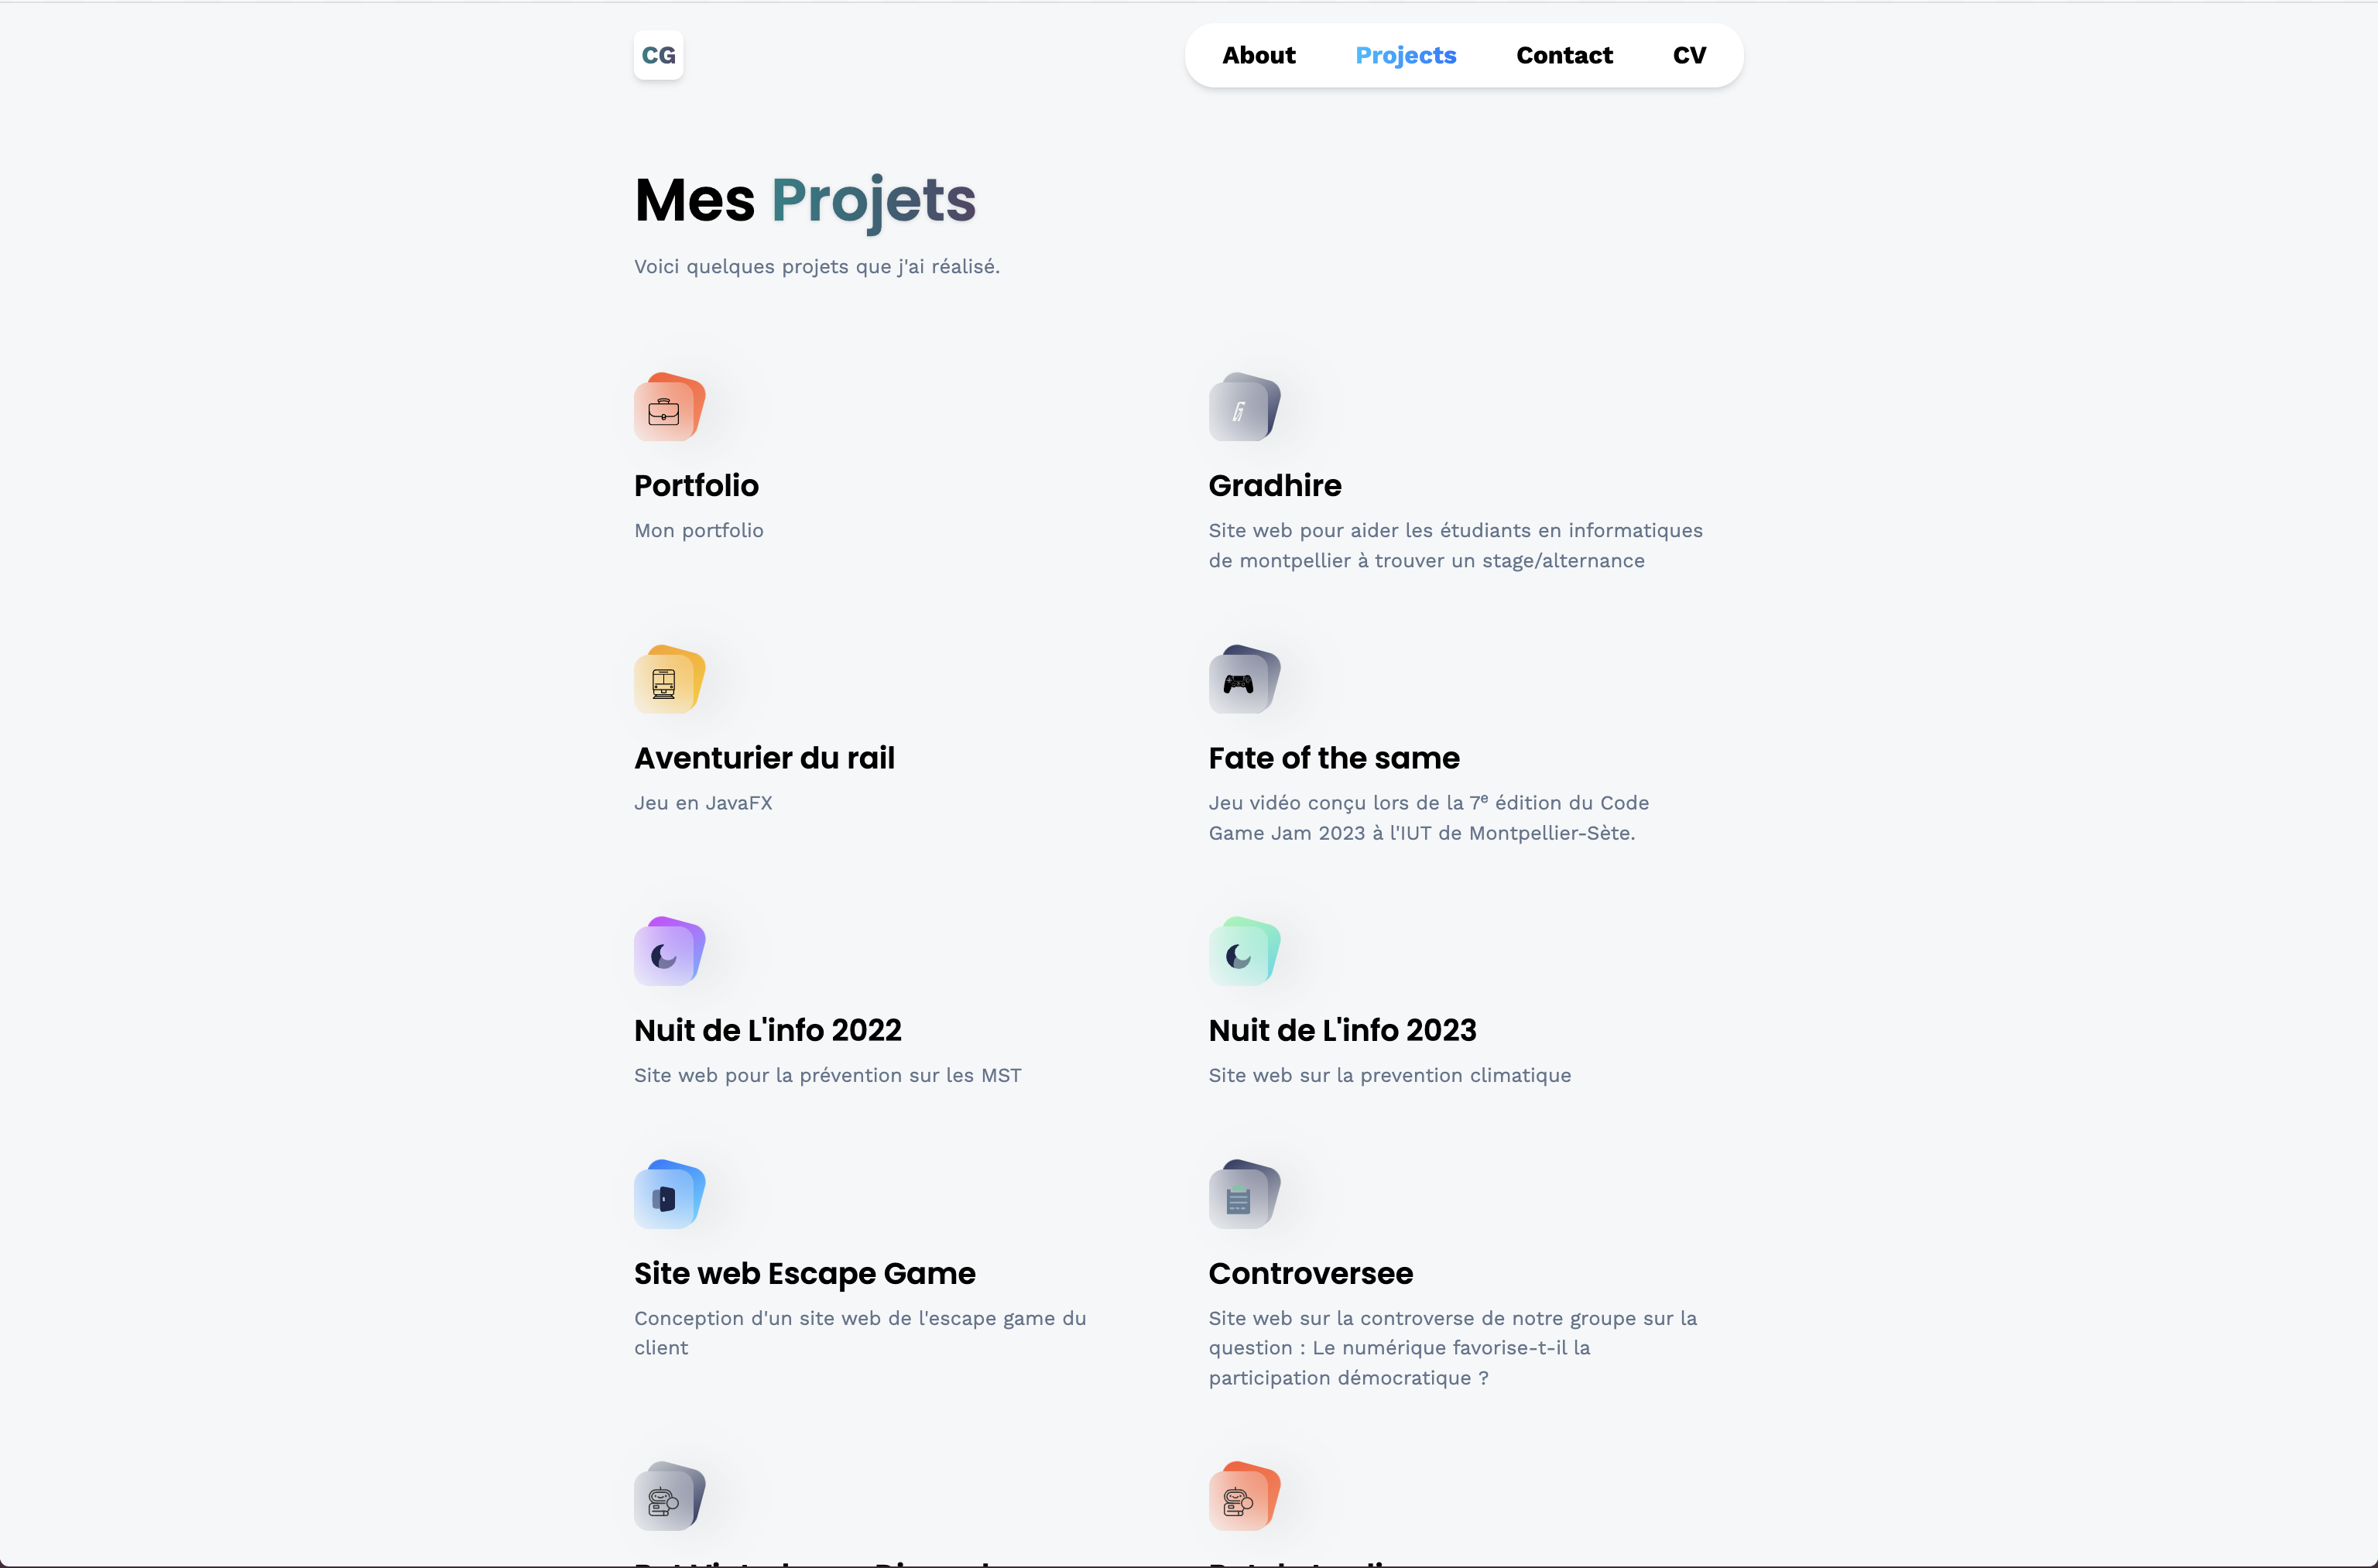 CG
About Projects Contact CV
Mes Projets
Voici quelques projets que j'ai réalisé.
Portfolio
Mon portfolio
Gradhire
Site web pour aider les étudiants en informatiques
de montpellier à trouver un stage/alternance
Aventurier du rail
Jeu en JavaFX
Fate of the same
Jeu vidéo conçu lors de la 7ᵉ édition du Code
Game Jam 2023 à l'IUT de Montpellier-Sète.
Nuit de L'info 2022
Site web pour la prévention sur les MST
Nuit de L'info 2023
Site web sur la prevention climatique
Site web Escape Game
Conception d'un site web de l'escape game du
client
Controversee
Site web sur la controverse de notre groupe sur la
question : Le numérique favorise-t-il la
participation démocratique ?